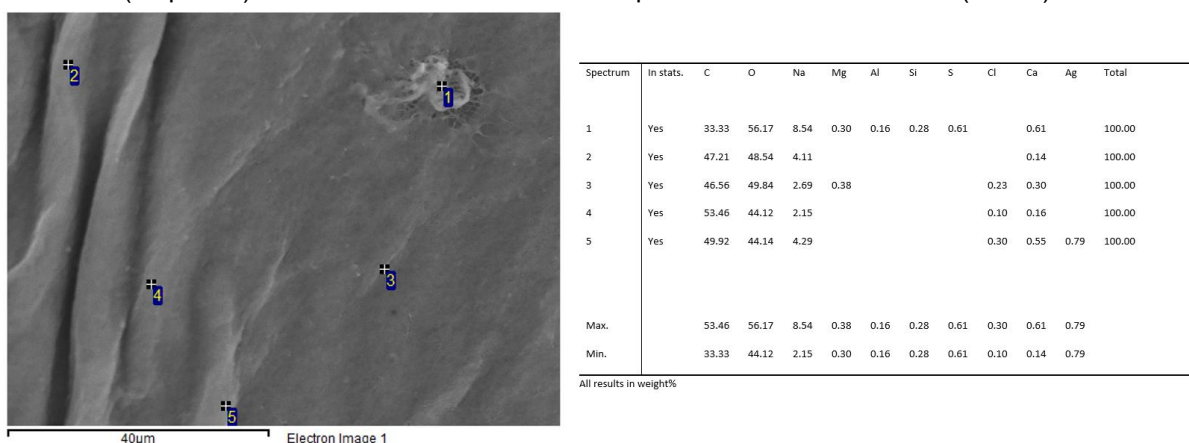 2
1
3
4
5
40µm Electron Image 1
Spectrum In stats. C O Na Mg Al Si S Cl Ca Ag Total
1 Yes 33.33 56.17 8.54 0.30 0.16 0.28 0.61 0.61 100.00
2 Yes 47.21 48.54 4.11 0.14 100.00
3 Yes 46.56 49.84 2.69 0.38 0.23 0.30 100.00
4 Yes 53.46 44.12 2.15 0.10 0.16 100.00
5 Yes 49.92 44.14 4.29 0.30 0.55 0.79 100.00
Max. 53.46 56.17 8.54 0.38 0.16 0.28 0.61 0.30 0.61 0.79
Min. 33.33 44.12 2.15 0.30 0.16 0.28 0.61 0.10 0.14 0.79
All results in weight%